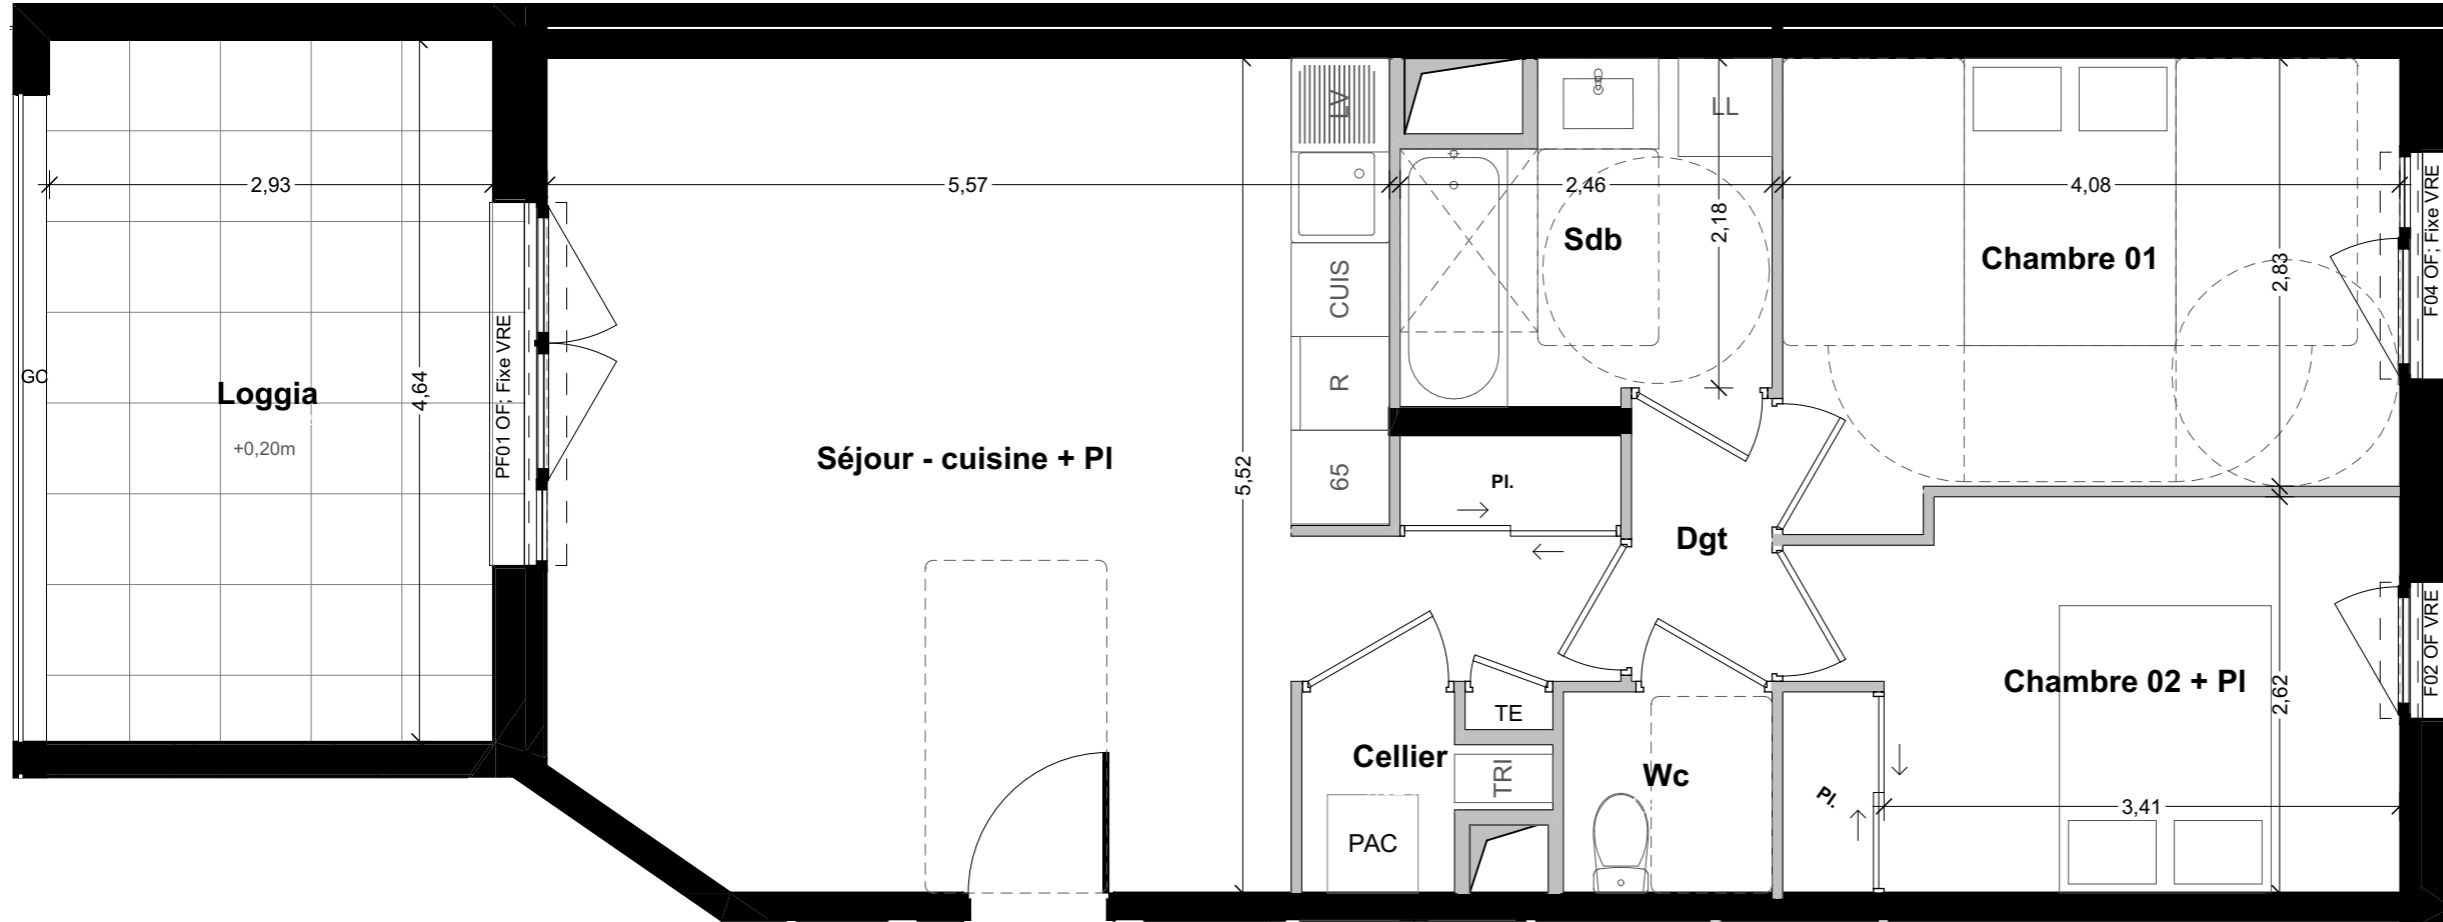 LV
LL
2,93
5,57
2,46
4,08
2,18
F04 OF; Fixe VRE
Sdb
Chambre 01
2,83
CUIS
PF01 OF; Fixe VRE
GC
R
Loggia
4,64
+0,20m
Séjour - cuisine + Pl
5,52
65
Pl.
Dgt
F02 OF VRE
Chambre 02 + Pl
2,62
TE
Cellier
TRI
Wc
Pl.
3,41
PAC